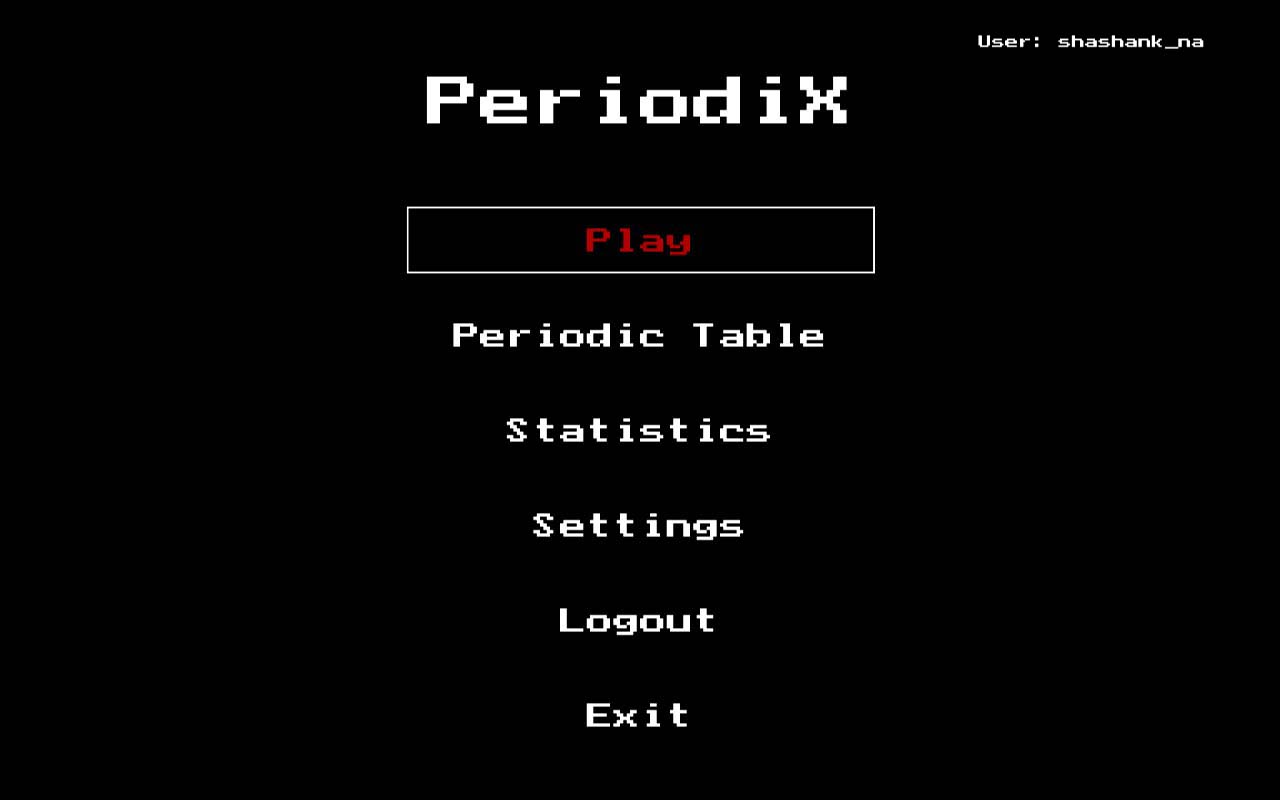 User: shashank_na
PeriodiX
Play
Periodic Table
Statistics
Settings
Logout
Exit